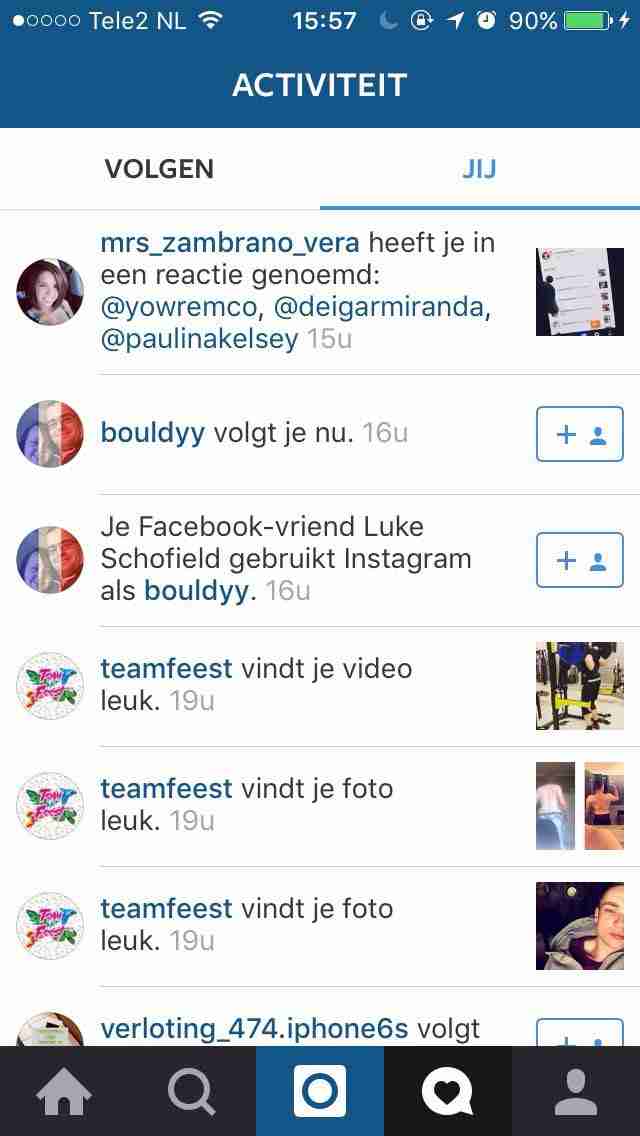 Tele2 NL 15:57 90%
ACTIVITEIT
VOLGEN JIJ
mrs_zambrano_vera heeft je in
een reactie genoemd:
@yowremco, @deigarmiranda,
@paulinakelsey 15u
bouldyy volgt je nu. 16u
Je Facebook-vriend Luke
Schofield gebruikt Instagram
als bouldyy. 16u
teamfeest vindt je video
leuk. 19u
teamfeest vindt je foto
leuk. 19u
teamfeest vindt je foto
leuk. 19u
verloting_474.iphone6s volgt